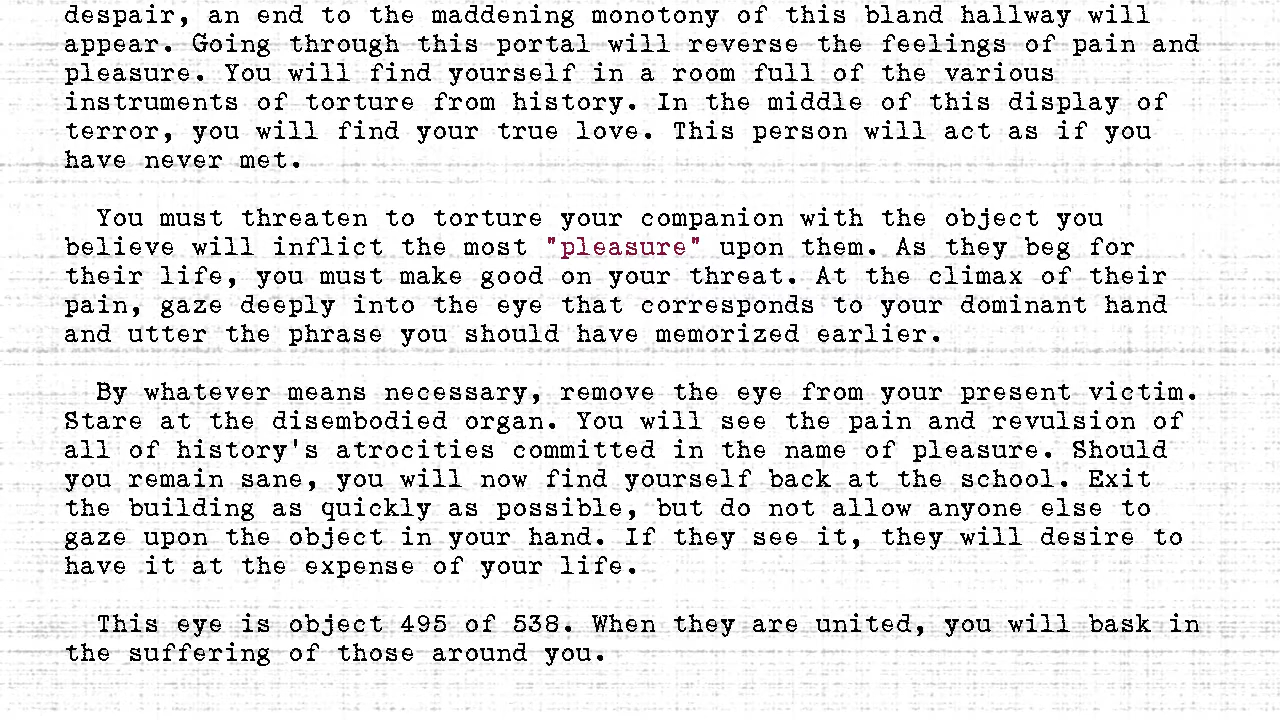 despair, an end to the maddening monotony of this bland hallway will
appear. Going through this portal will reverse the feelings of pain and
pleasure. You will find yourself in a room full of the various
instruments of torture from history. In the middle of this display of
terror, you will find your true love. This person will act as if you
have never met.
You must threaten to torture your companion with the object you
believe will inflict the most "pleasure" upon them. As they beg for
their life, you must make good on your threat. At the climax of their
pain, gaze deeply into the eye that corresponds to your dominant hand
and utter the phrase you should have memorized earlier.
By whatever means necessary, remove the eye from your present victim.
Stare at the disembodied organ. You will see the pain and revulsion of
all of history's atrocities committed in the name of pleasure. Should
you remain sane, you will now find yourself back at the school. Exit
the building as quickly as possible, but do not allow anyone else to
gaze upon the object in your hand. If they see it, they will desire to
have it at the expense of your life.
This eye is object 495 of 538. When they are united, you will bask in
the suffering of those around you.